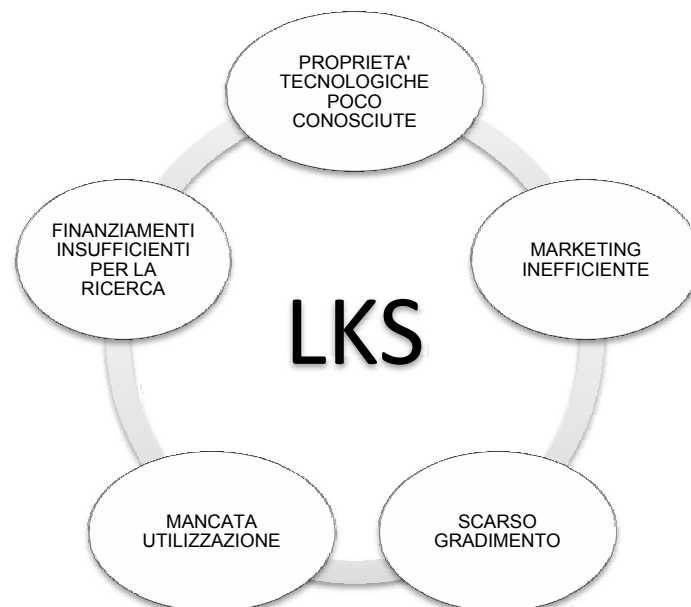 PROPRIETA'
TECNOLOGICHE
POCO
CONOSCIUTE
MARKETING
INEFFICIENTE
SCARSO
GRADIMENTO
MANCATA
UTILIZZAZIONE
FINANZIAMENTI
INSUFFICIENTI
PER LA
RICERCA
LKS